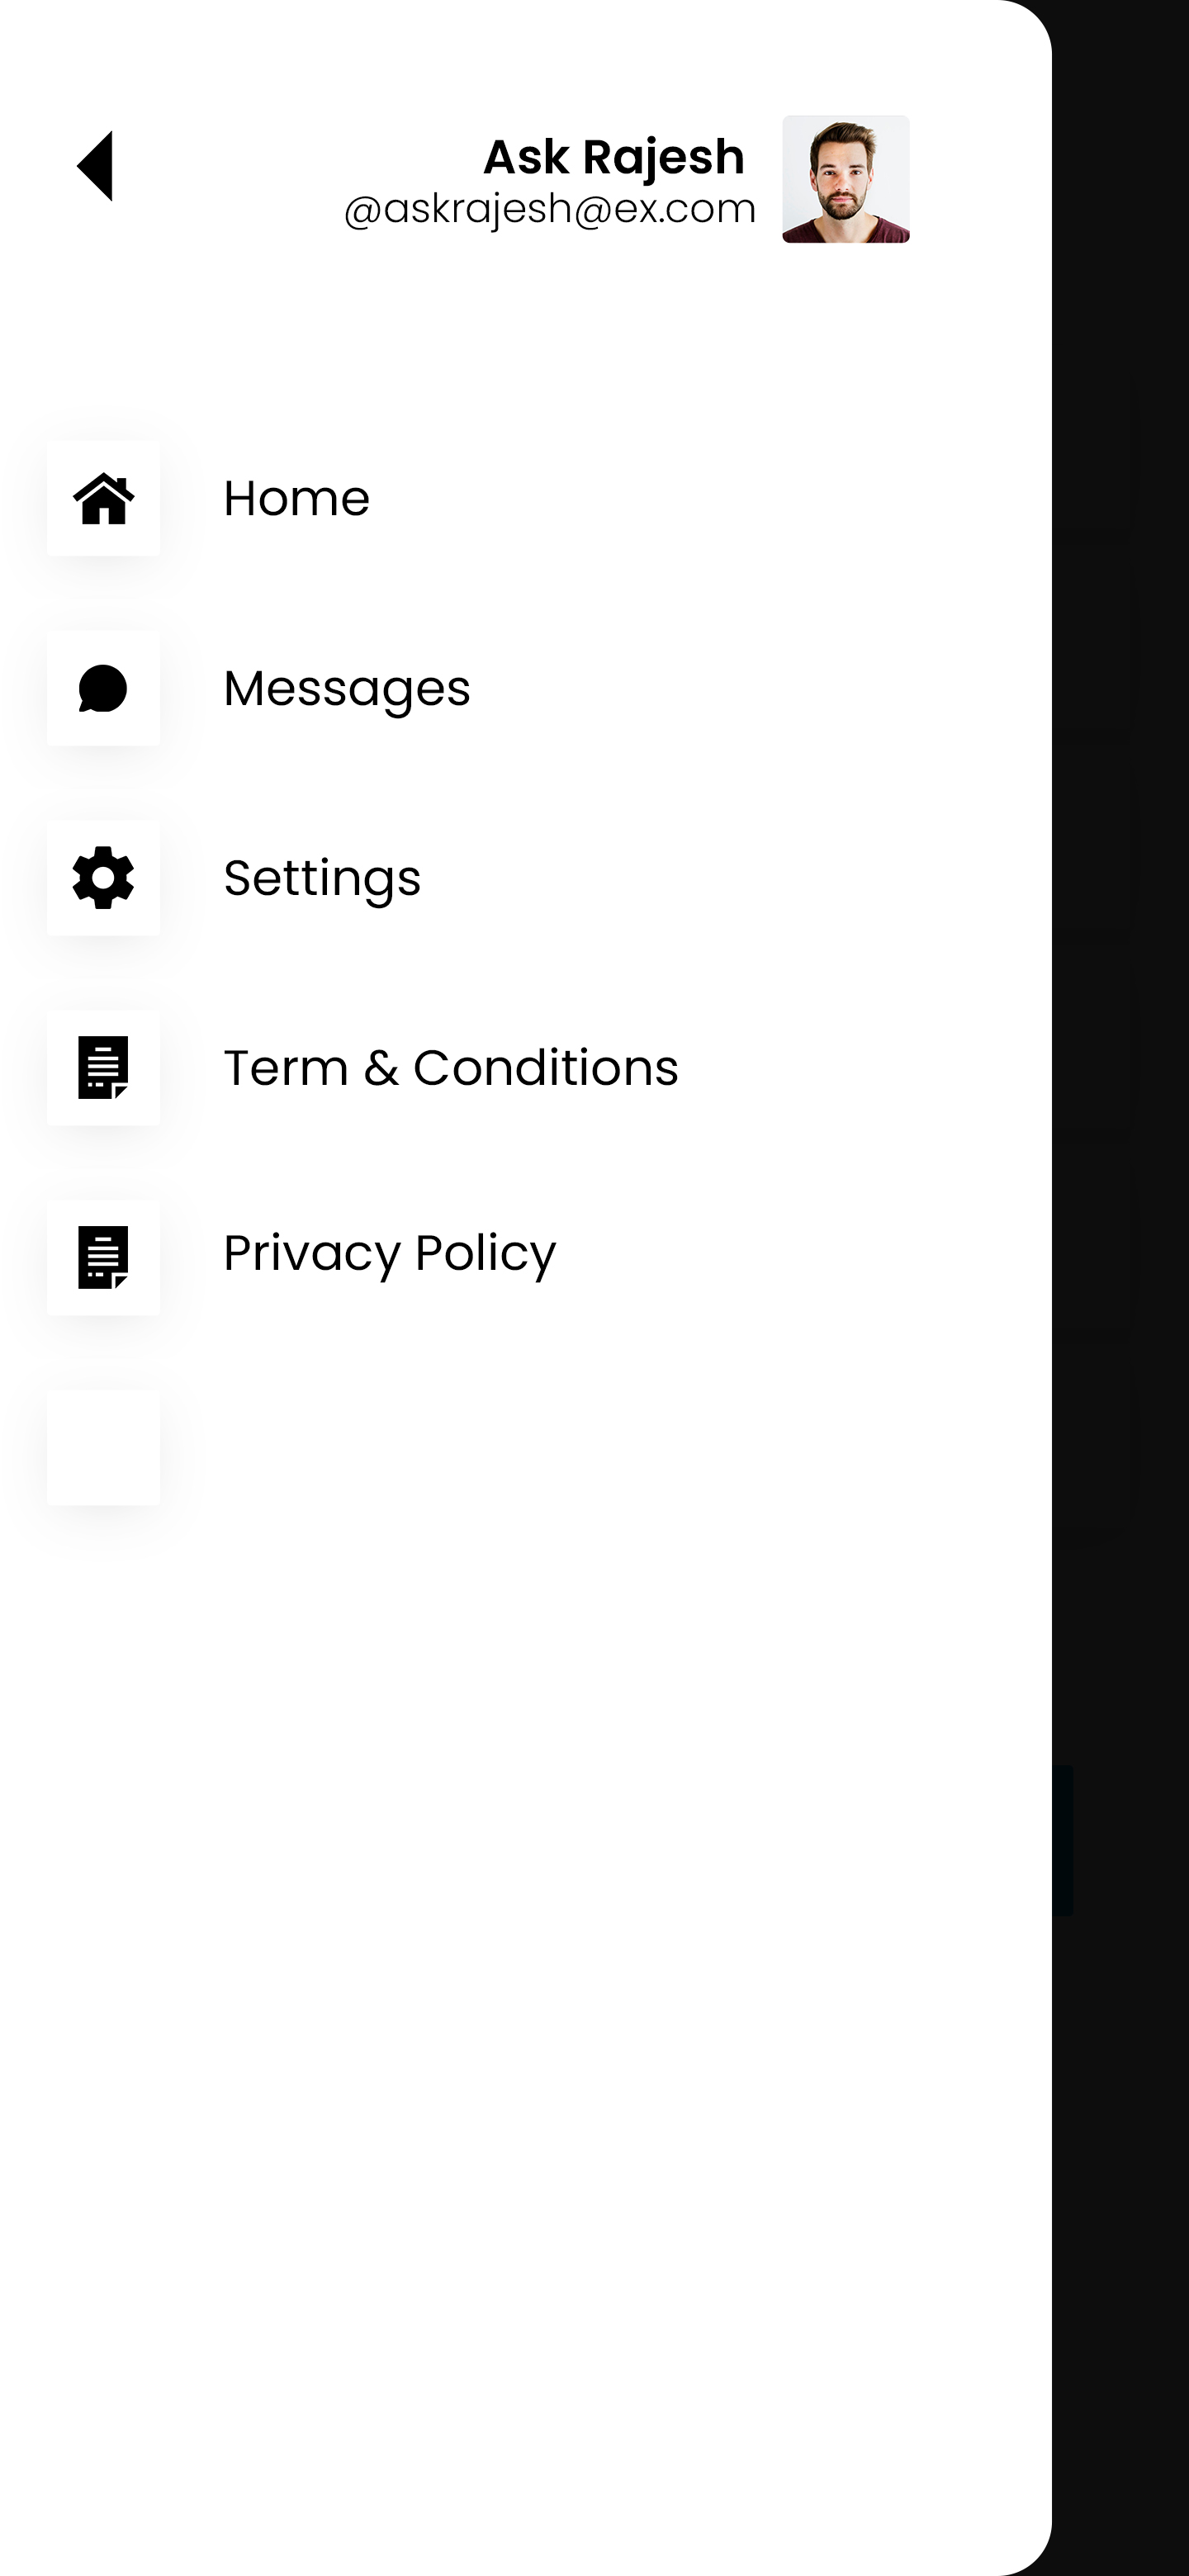 Ask Rajesh
@askrajesh@ex.com
Home
Messages
Settings
Term & Conditions
Privacy Policy